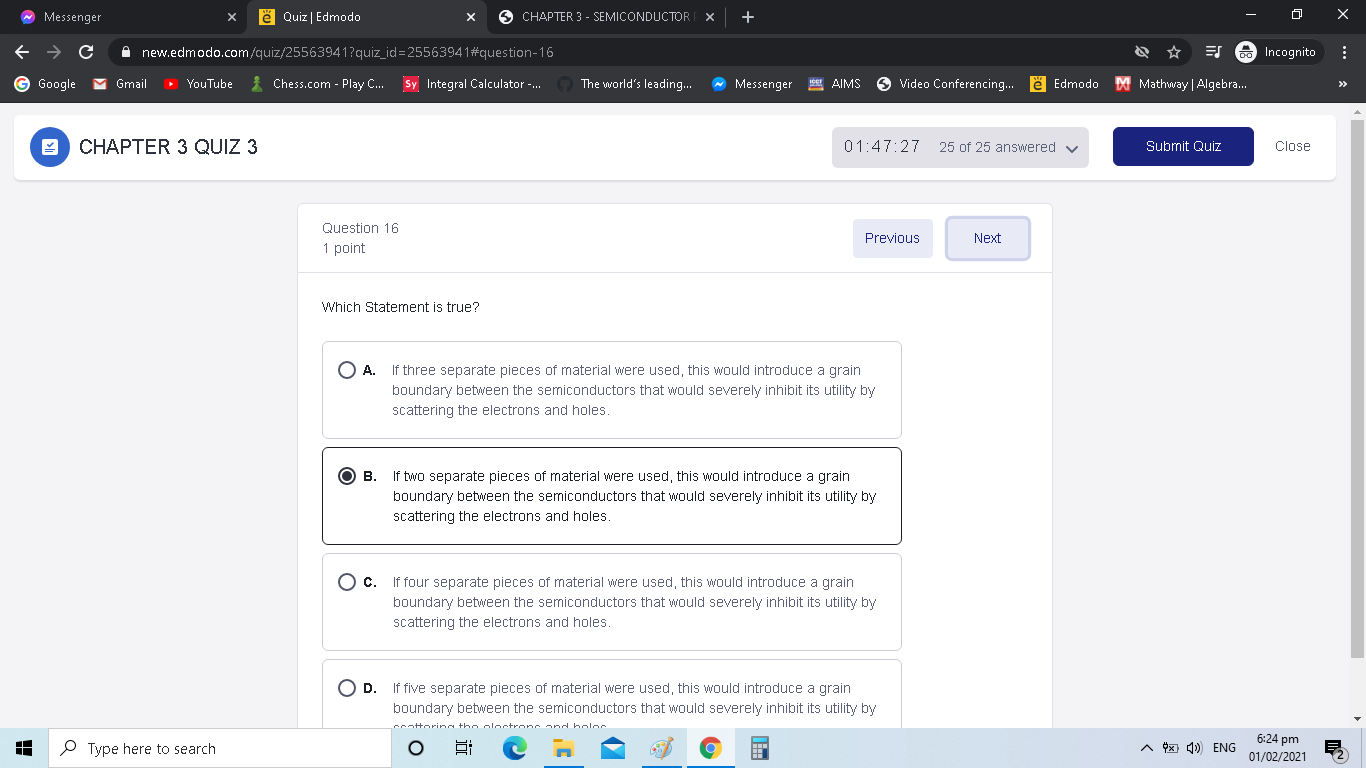 Messenger
Quiz | Edmodo
CHAPTER 3 - SEMICONDUCTOR
new.edmodo.com/quiz/25563941?quiz_id=25563941#question-16
Incognito
Google
Gmail
YouTube
Chess.com - Play C...
Sy Integral Calculator -...
The world's leading...
Messenger
AIMS
Video Conferencing...
Edmodo
Mathway | Algebra...
CHAPTER 3 QUIZ 3
01:47:27 25 of 25 answered
Submit Quiz
Close
Question 16
1 point
Previous
Next
Which Statement is true?
A. If three separate pieces of material were used, this would introduce a grain
boundary between the semiconductors that would severely inhibit its utility by
scattering the electrons and holes.
B. If two separate pieces of material were used, this would introduce a grain
boundary between the semiconductors that would severely inhibit its utility by
scattering the electrons and holes.
C. If four separate pieces of material were used, this would introduce a grain
boundary between the semiconductors that would severely inhibit its utility by
scattering the electrons and holes.
D. If five separate pieces of material were used, this would introduce a grain
boundary between the semiconductors that would severely inhibit its utility by
scattering the electrons and holes.
Type here to search
ENG
6:24 pm
01/02/2021
2